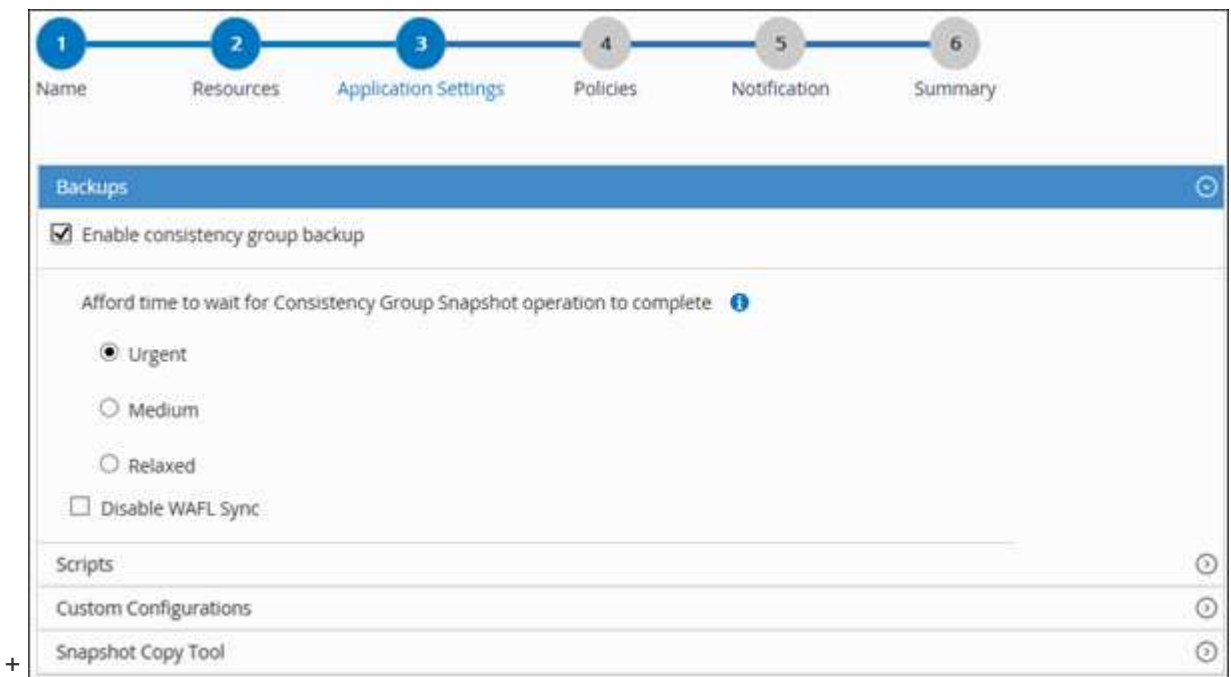 1 2 3 4 5 6
Name Resources Application Settings Policies Notification Summary
Backups
Enable consistency group backup
Afford time to wait for Consistency Group Snapshot operation to complete
Urgent
Medium
Relaxed
Disable WAFL Sync
Scripts
Custom Configurations
Snapshot Copy Tool
+